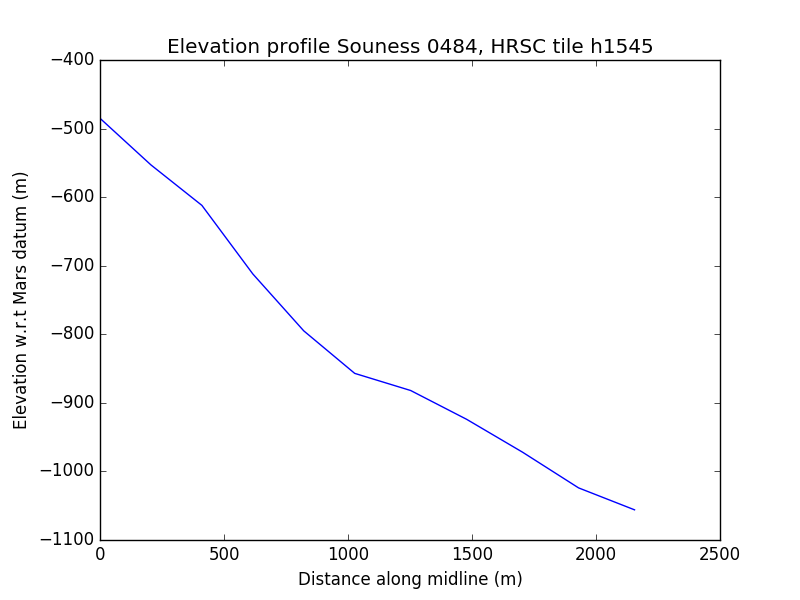 Elevation profile Souness 0484, HRSC tile h1545
−400
−500
−600
−700
−800
−900
−1000
−1100
Elevation w.r.t Mars datum (m)
0 500 1000 1500 2000 2500
Distance along midline (m)